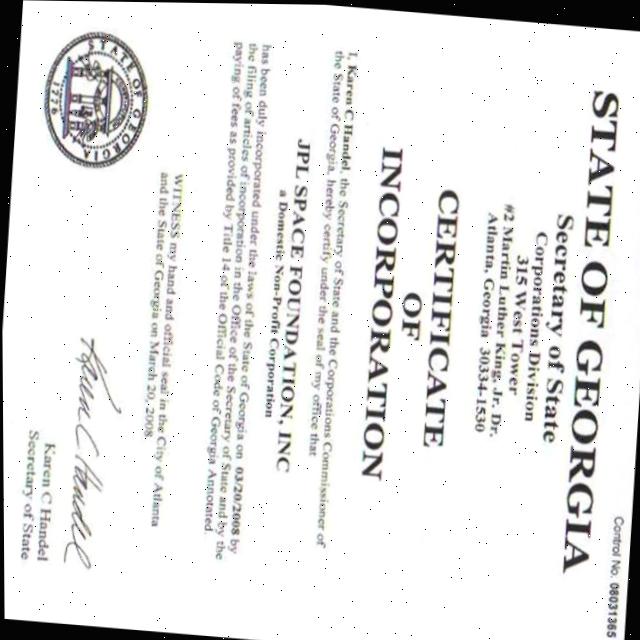 Control No. 08031365
STATE OF GEORGIA
Secretary of State
Corporations Division
315 West Tower
#2 Martin Luther King, Jr. Dr.
Atlanta, Georgia 30334-1530
CERTIFICATE
OF
INCORPORATION
I, Karen C Handel, the Secretary of State and the Corporations Commissioner of
the State of Georgia, hereby certify under the seal of my office that
JPL SPACE FOUNDATION, INC
a Domestic Non-Profit Corporation
has been duly incorporated under the laws of the State of Georgia on 03/20/2008 by
the filing of articles of incorporation in the Office of the Secretary of State and by the
paying of fees as provided by Title 14 of the Official Code of Georgia Annotated.
WITNESS my hand and official seal in the City of Atlanta
and the State of Georgia on March 20, 2008
STATE OF GEORGIA
1776
Karen C Handel
Karen C Handel
Secretary of State